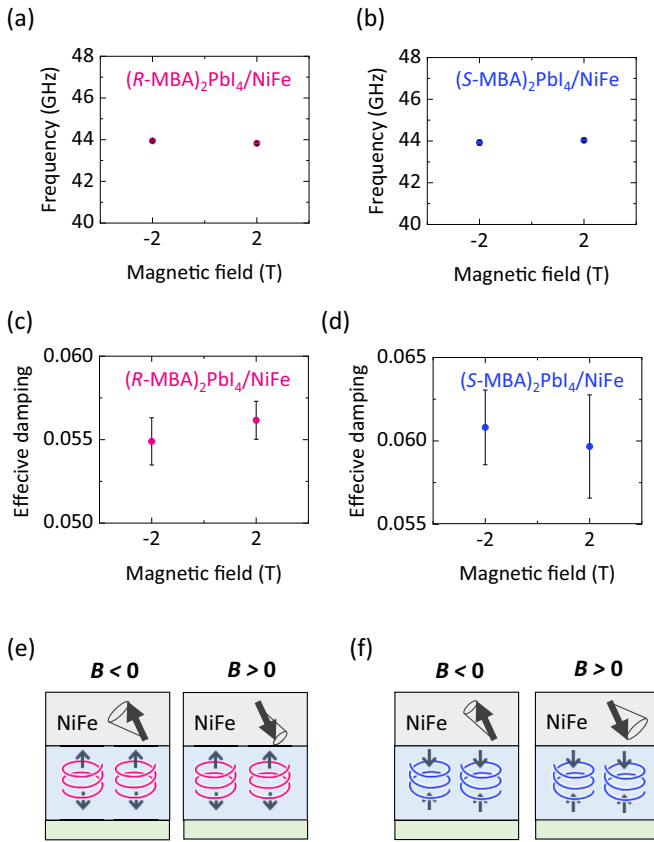 (a)
(b)
48
46
44
42
40
Frequency (GHz)
(R-MBA)2PbI4/NiFe
-2
2
Magnetic field (T)
48
46
44
42
40
Frequency (GHz)
(S-MBA)2PbI4/NiFe
-2
2
Magnetic field (T)
(c)
(d)
0.060
0.055
0.050
Effecive damping
(R-MBA)2PbI4/NiFe
-2
2
Magnetic field (T)
0.065
0.060
0.055
Effecive damping
(S-MBA)2PbI4/NiFe
-2
2
Magnetic field (T)
(e)
(f)
B < 0
B > 0
NiFe
NiFe
B < 0
B > 0
NiFe
NiFe